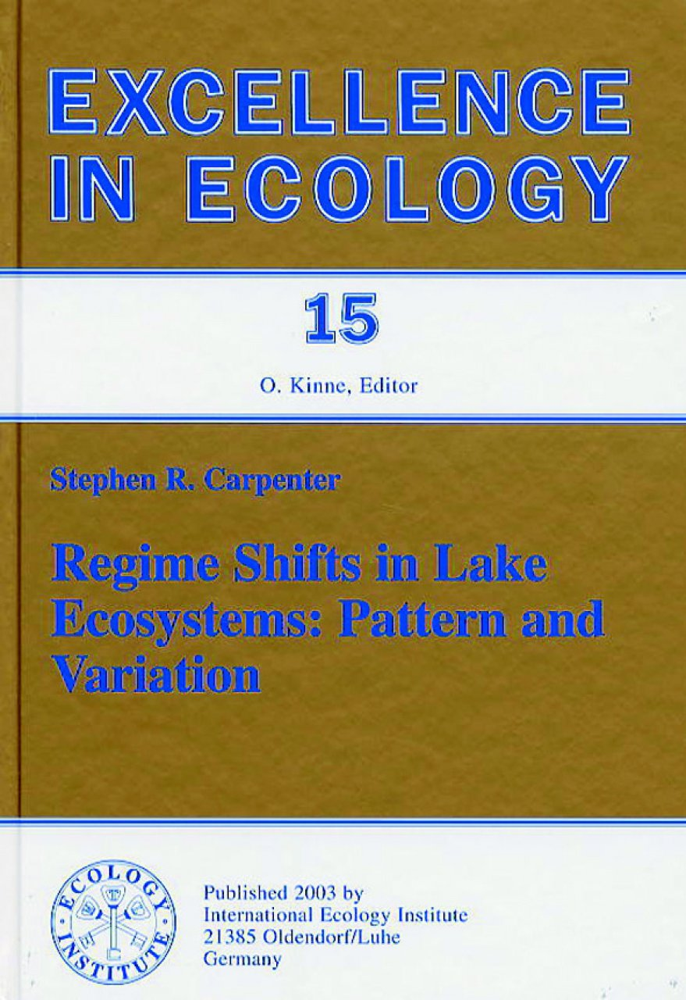 EXCELLENCE
IN ECOLOGY
15
O. Kinne, Editor
Stephen R. Carpenter
Regime Shifts in Lake
Ecosystems: Pattern and
Variation
ECOLOGY
INSTITUTE
Published 2003 by
International Ecology Institute
21385 Oldendorf/Luhe
Germany